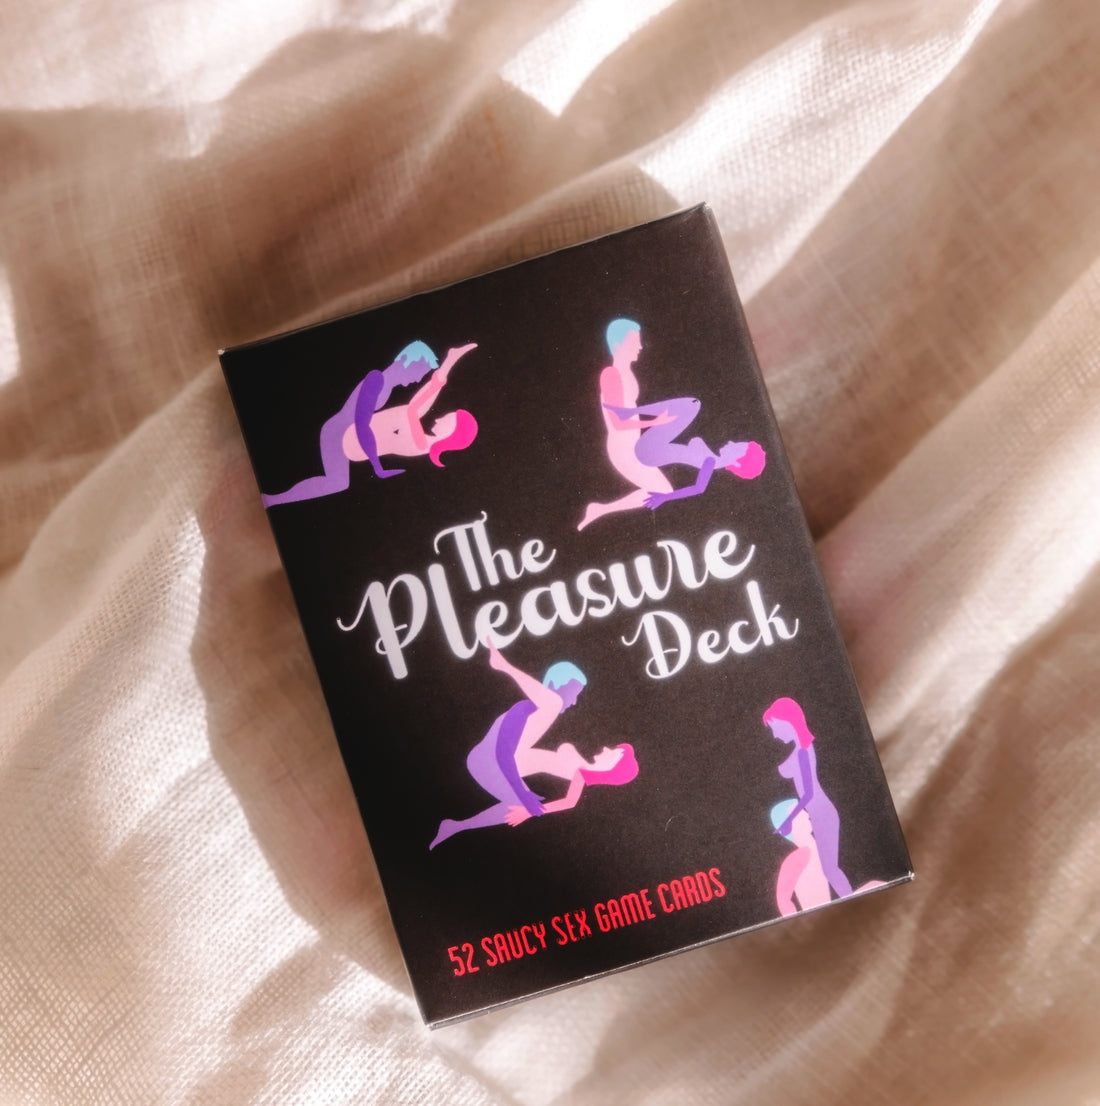 The
Pleasure
Deck
52 SAUCY SEX GAME CARDS